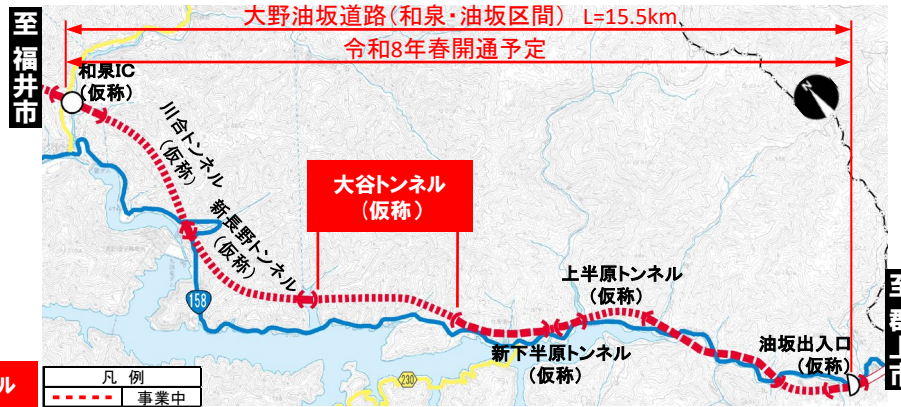 大野油坂道路(和泉・油坂区間) L=15.5km
令和8年春開通予定
至 福井市
和泉IC
(仮称)
川合トンネル
(仮称)
新長野トンネル
(仮称)
大谷トンネル
(仮称)
158
上半原トンネル
(仮称)
新下半原トンネル
(仮称)
油坂出入口
(仮称)
230
至
ル
凡 例
事業中